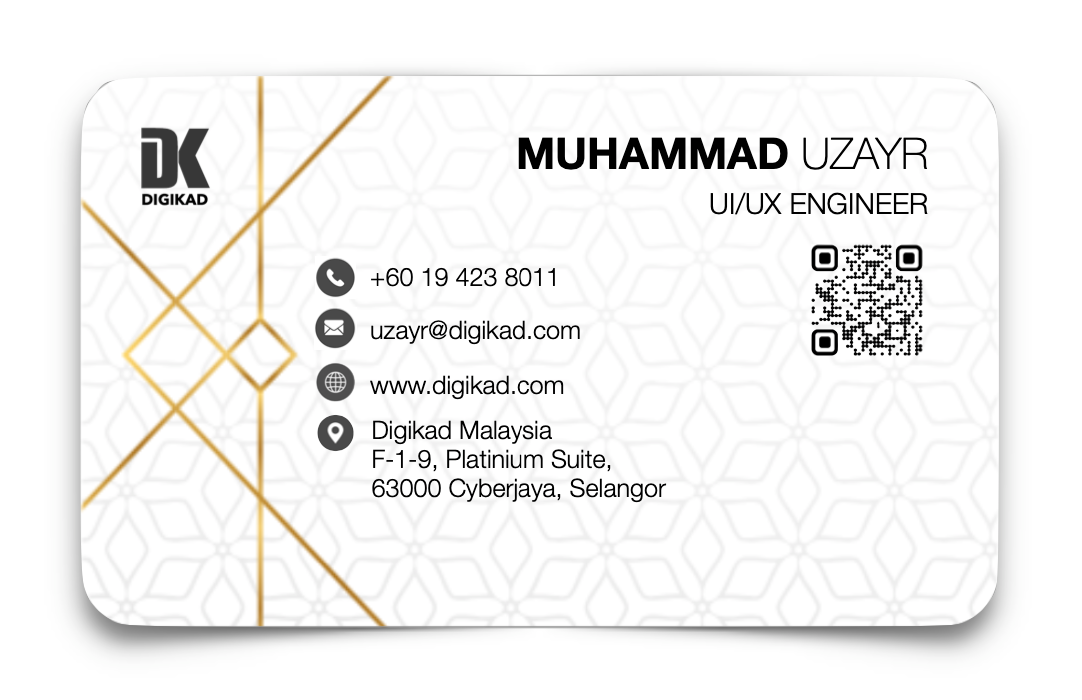 DK
DIGIKAD
MUHAMMAD UZAYR
UI/UX ENGINEER
+60 19 423 8011
uzayr@digikad.com
www.digikad.com
Digikad Malaysia
F-1-9, Platinium Suite,
63000 Cyberjaya, Selangor